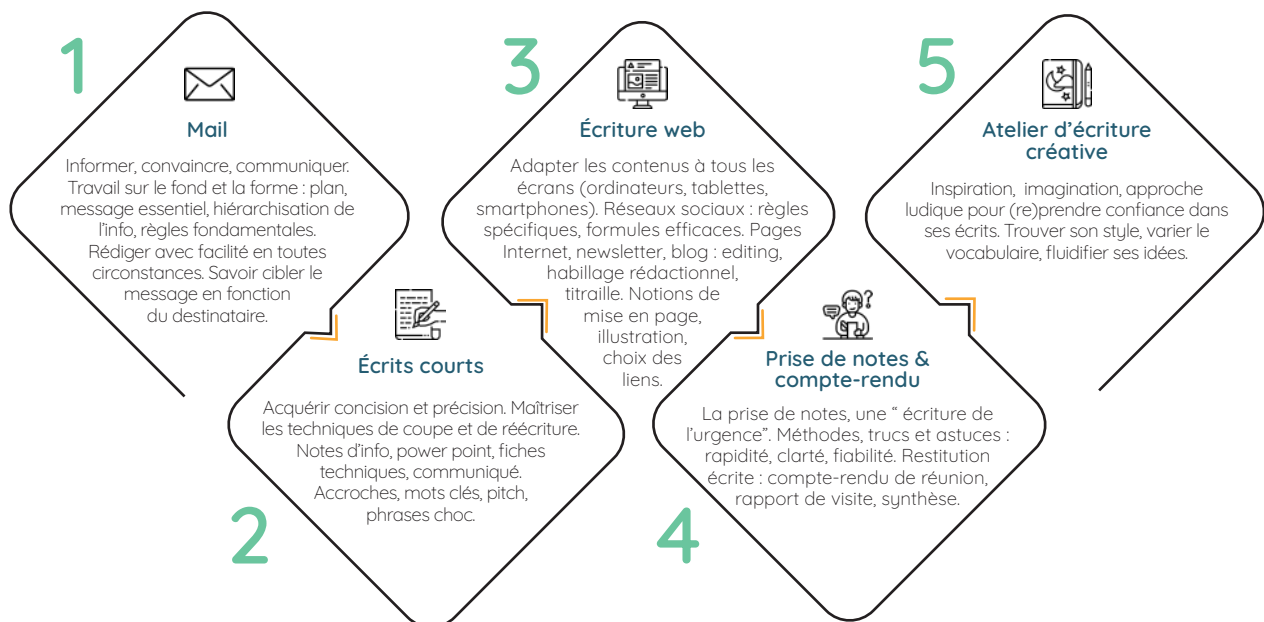 1
Mail
Informer, convaincre, communiquer.
Travail sur le fond et la forme : plan,
message essentiel, hiérarchisation de
l'info, règles fondamentales.
Rédiger avec facilité en toutes
circonstances. Savoir cibler le
message en fonction
du destinataire.
2
Écrits courts
Acquérir concision et précision. Maîtriser
les techniques de coupe et de réécriture.
Notes d'info, power point, fiches
techniques, communiqué.
Accroches, mots clés, pitch,
phrases choc.
3
Écriture web
Adapter les contenus à tous les
écrans (ordinateurs, tablettes,
smartphones). Réseaux sociaux : règles
spécifiques, formules efficaces. Pages
Internet, newsletter, blog : editing,
habillage rédactionnel,
titraille. Notions de
mise en page,
illustration,
choix des
liens.
4
Prise de notes &
compte-rendu
La prise de notes, une “ écriture de
l'urgence”. Méthodes, trucs et astuces :
rapidité, clarté, fiabilité. Restitution
écrite : compte-rendu de réunion,
rapport de visite, synthèse.
5
Atelier d'écriture
créative
Inspiration, imagination, approche
ludique pour (re)prendre confiance dans
ses écrits. Trouver son style, varier le
vocabulaire, fluidifier ses idées.